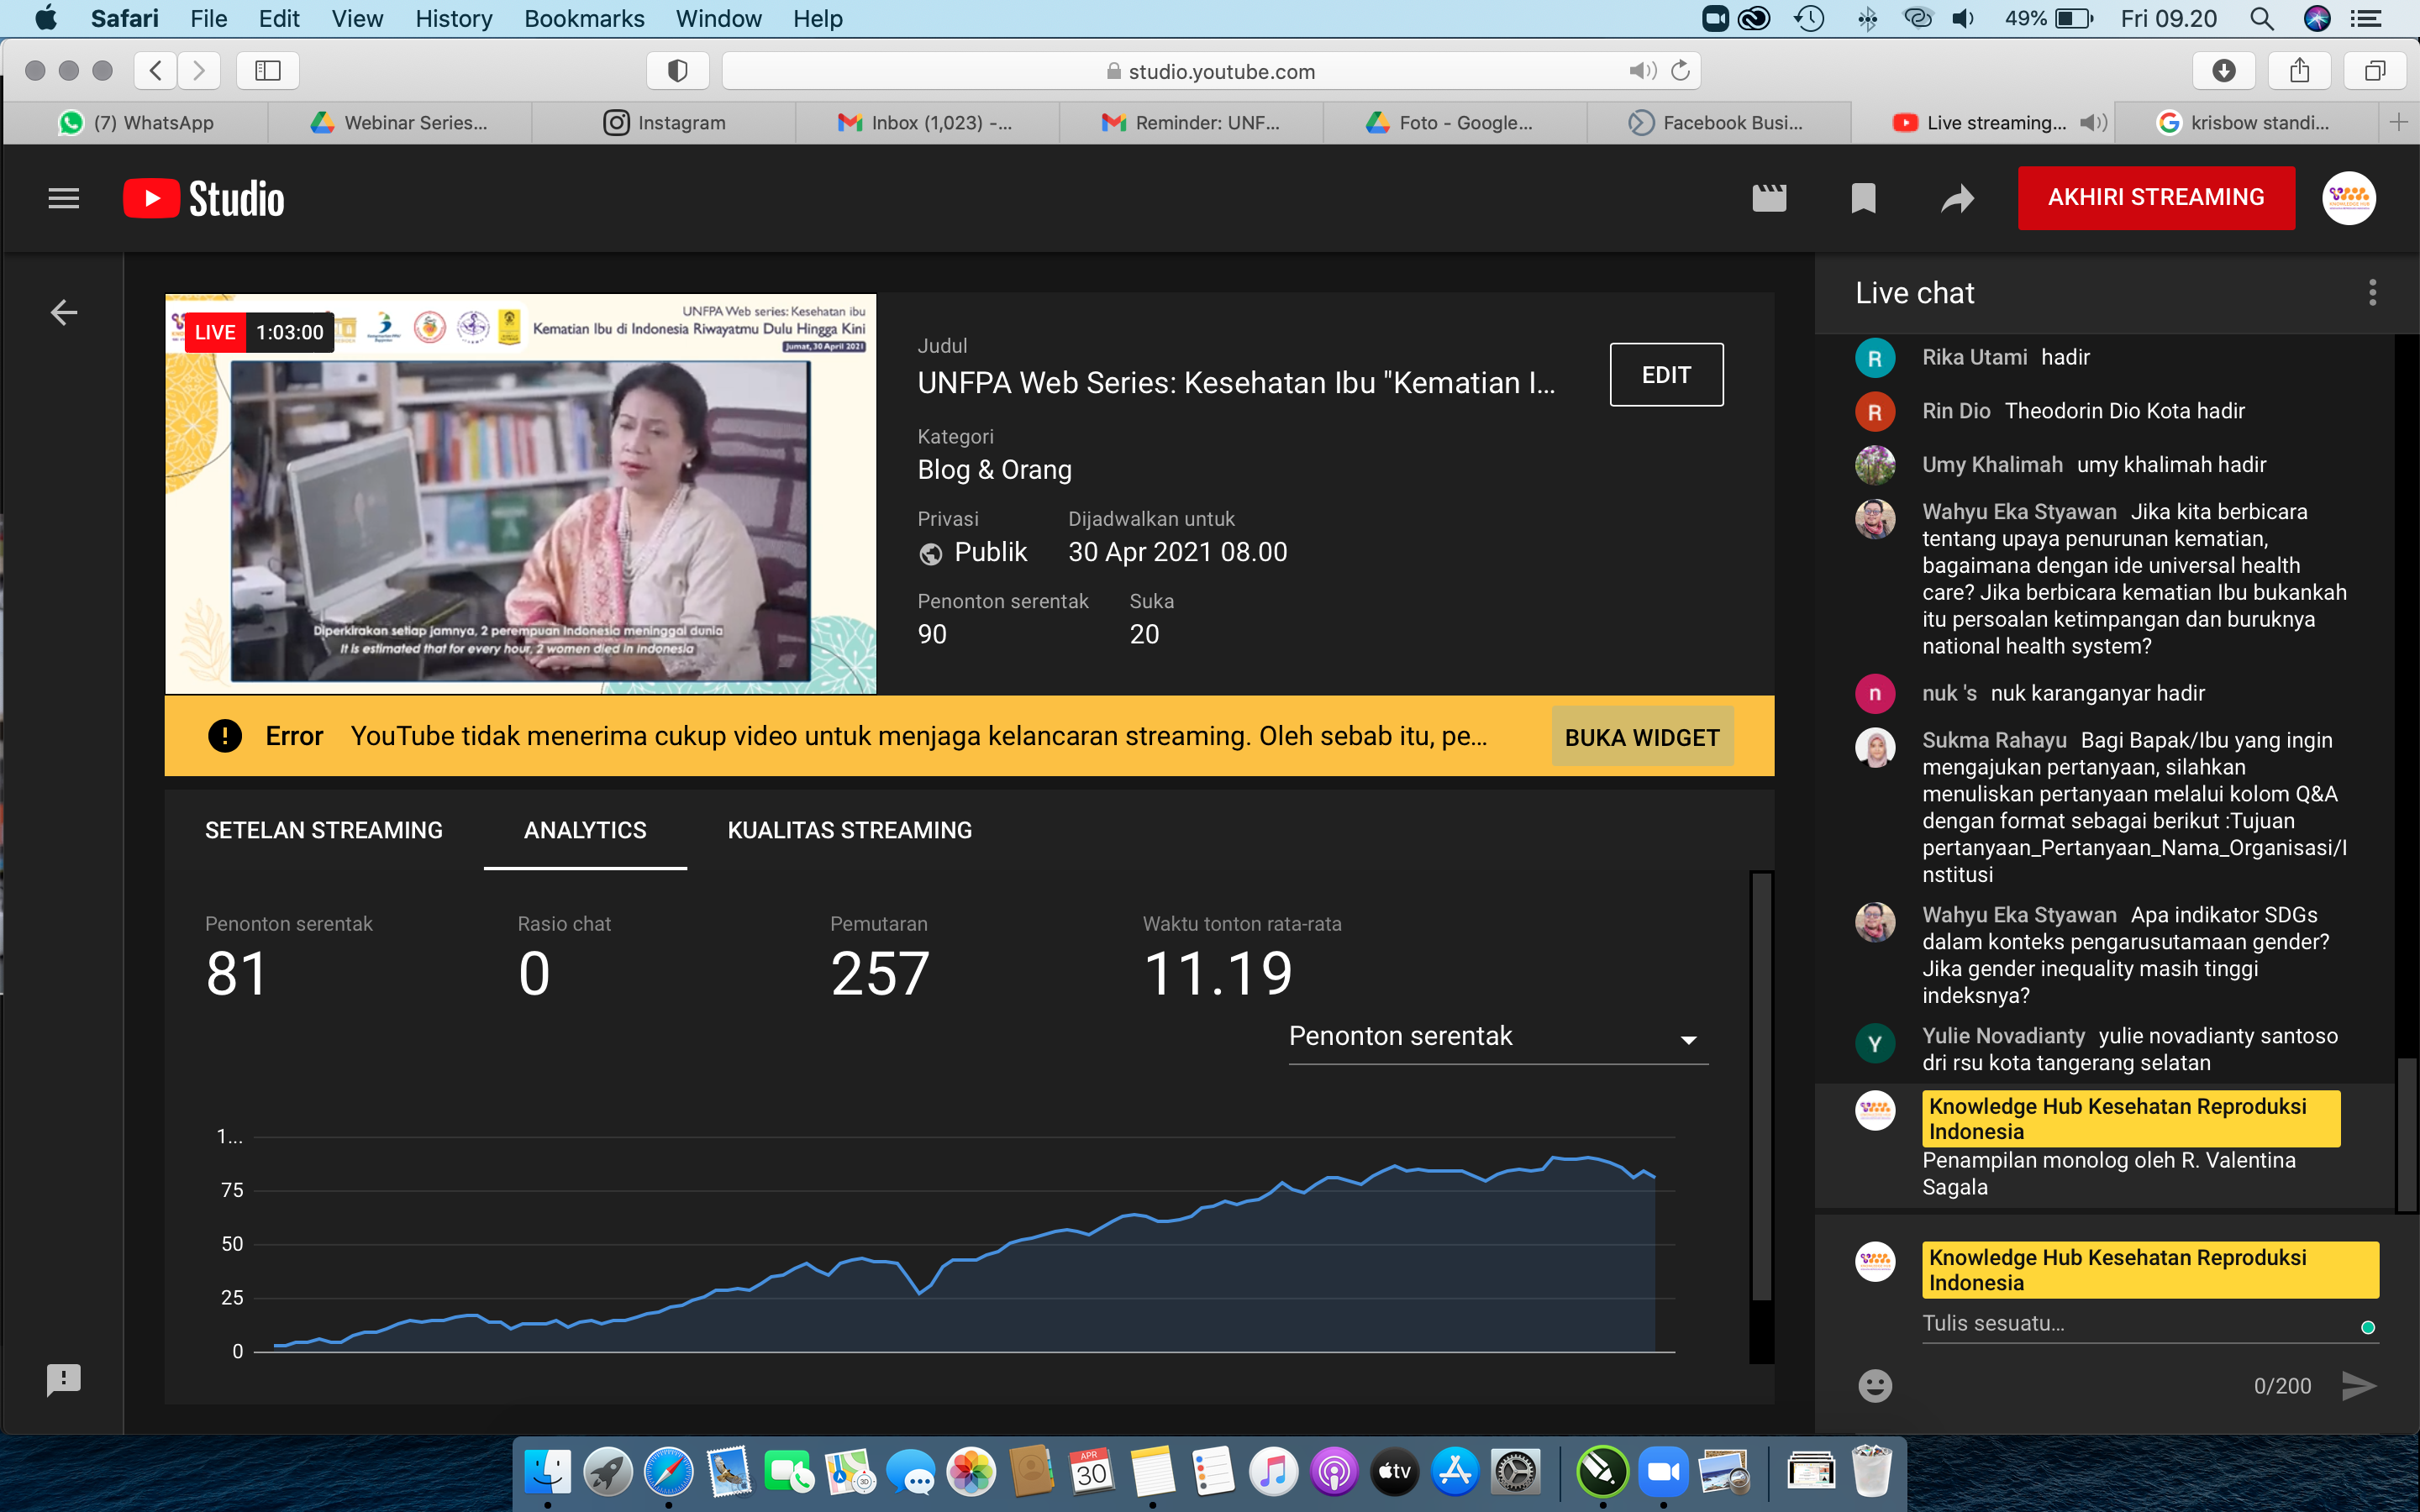 Safari File Edit View History Bookmarks Window Help 49% Fri 09.20
studio.youtube.com
(7) WhatsApp
Webinar Series...
Instagram
Inbox (1,023) -...
Reminder: UNF...
Foto - Google...
Facebook Busi...
Live streaming...
krisbow standi...
Studio
AKHIRI STREAMING
LIVE 1:03:00
UNFPA Web series: Kesehatan ibu
Kematian Ibu di Indonesia Riwayatmu Dulu Hingga Kini
Jumat, 30 April 2021
Diperkirakan setiap jamnya, 2 perempuan Indonesia meninggal dunia
It is estimated that for every hour, 2 women died in Indonesia
Judul
UNFPA Web Series: Kesehatan Ibu "Kematian I...
EDIT
Kategori
Blog & Orang
Privasi Dijadwalkan untuk
Publik 30 Apr 2021 08.00
Penonton serentak Suka
90 20
Error YouTube tidak menerima cukup video untuk menjaga kelancaran streaming. Oleh sebab itu, pe...
BUKA WIDGET
SETELAN STREAMING ANALYTICS KUALITAS STREAMING
Penonton serentak Rasio chat Pemutaran Waktu tonton rata-rata
81 0 257 11.19
Penonton serentak
1...
75
50
25
0
Live chat
Rika Utami hadir
Rin Dio Theodorin Dio Kota hadir
Umy Khalimah umy khalimah hadir
Wahyu Eka Styawan Jika kita berbicara
tentang upaya penurunan kematian,
bagaimana dengan ide universal health
care? Jika berbicara kematian Ibu bukankah
itu persoalan ketimpangan dan buruknya
national health system?
nuk 's nuk karanganyar hadir
Sukma Rahayu Bagi Bapak/Ibu yang ingin
mengajukan pertanyaan, silahkan
menuliskan pertanyaan melalui kolom Q&A
dengan format sebagai berikut :Tujuan
pertanyaan_Pertanyaan_Nama_Organisasi/I
nstitusi
Wahyu Eka Styawan Apa indikator SDGs
dalam konteks pengarusutamaan gender?
Jika gender inequality masih tinggi
indeksnya?
Yulie Novadianty yulie novadianty santoso
dri rsu kota tangerang selatan
Knowledge Hub Kesehatan Reproduksi
Indonesia
Penampilan monolog oleh R. Valentina
Sagala
Knowledge Hub Kesehatan Reproduksi
Indonesia
Tulis sesuatu...
0/200
R
R
n
Y
APR
30
tv